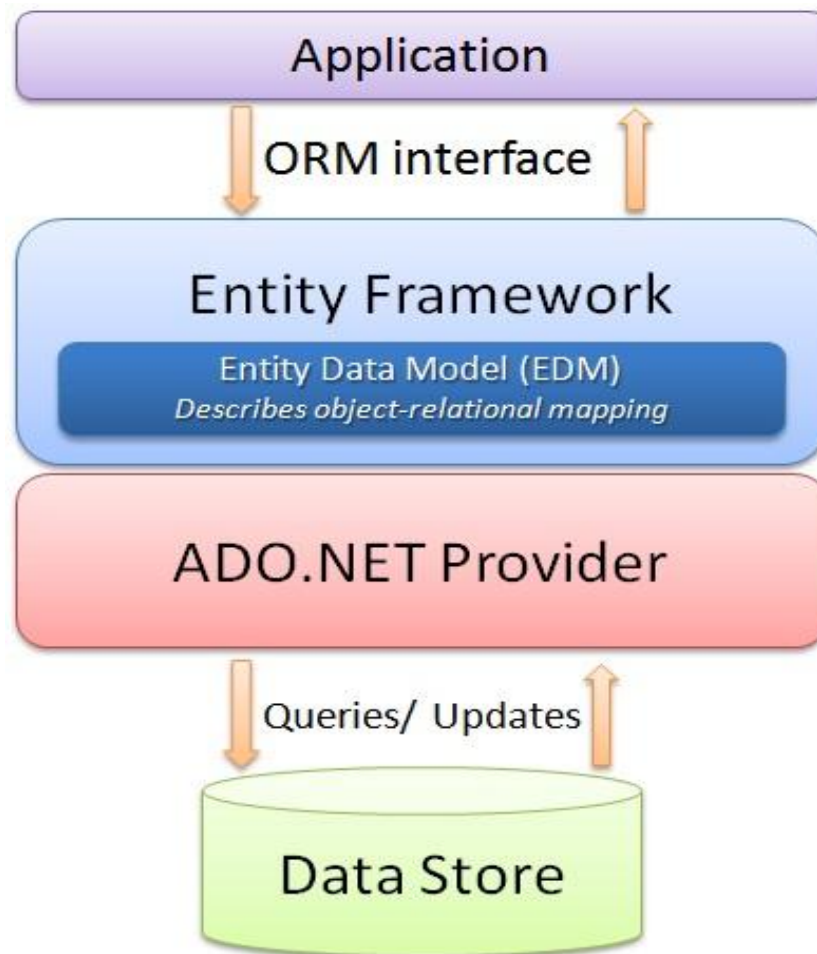 Application
ORM interface
Entity Framework
Entity Data Model (EDM)
Describes object-relational mapping
ADO.NET Provider
Queries/ Updates
Data Store